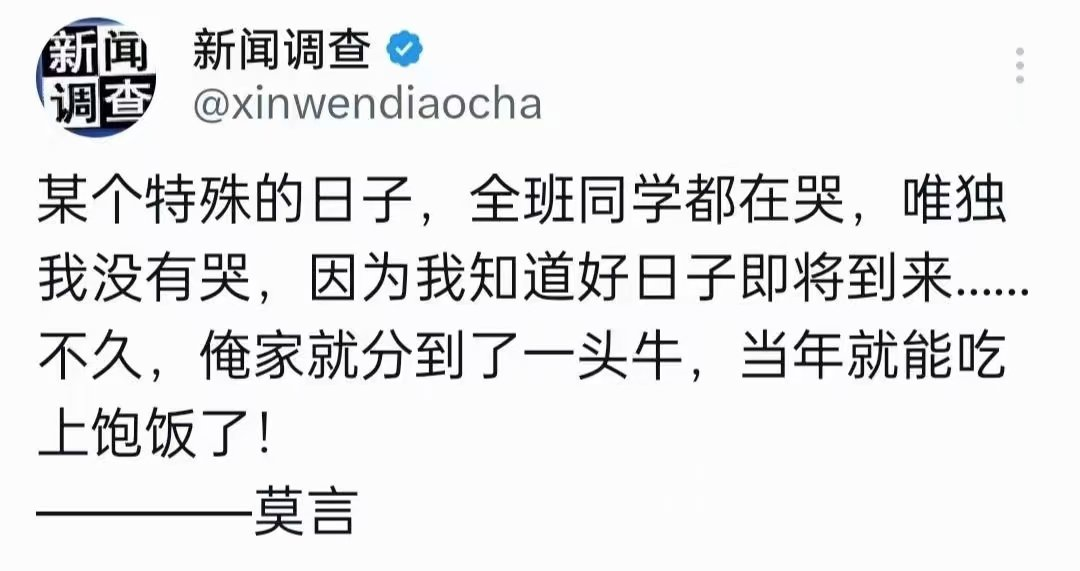 新闻调查
新闻调查
@xinwendiaocha
某个特殊的日子，全班同学都在哭，唯独
我没有哭，因为我知道好日子即将到来……
不久，俺家就分到了一头牛，当年就能吃
上饱饭了！
————莫言